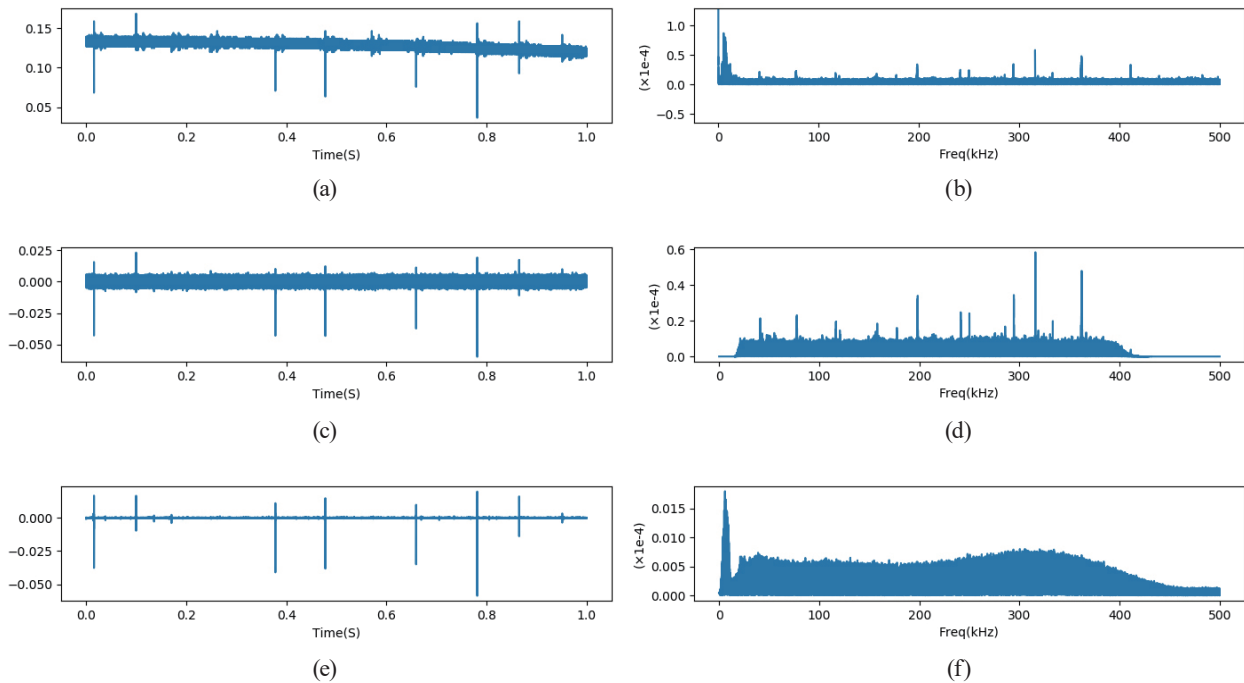 0.15
0.10
0.05
0.0 0.2 0.4 0.6 0.8 1.0
Time(S)
(a)
(×1e-4)
1.0
0.5
0.0
−0.5
0 100 200 300 400 500
Freq(kHz)
(b)
0.025
0.000
−0.025
−0.050
0.0 0.2 0.4 0.6 0.8 1.0
Time(S)
(c)
(×1e-4)
0.6
0.4
0.2
0.0
0 100 200 300 400 500
Freq(kHz)
(d)
0.000
−0.025
−0.050
0.0 0.2 0.4 0.6 0.8 1.0
Time(S)
(e)
(×1e-4)
0.015
0.010
0.005
0.000
0 100 200 300 400 500
Freq(kHz)
(f)